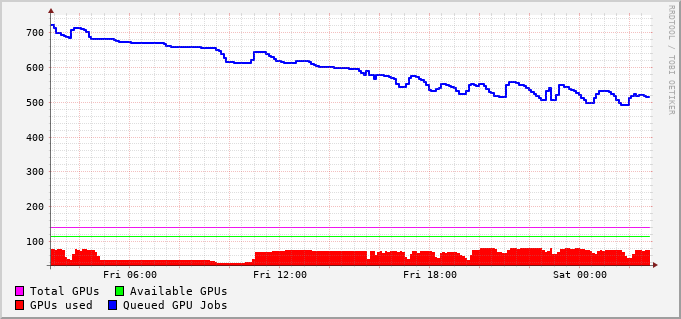 700
600
500
400
300
200
100
Fri 06:00 Fri 12:00 Fri 18:00 Sat 00:00
Total GPUs Available GPUs
GPUs used Queued GPU Jobs
RRDTOOL / TOBI OETIKER